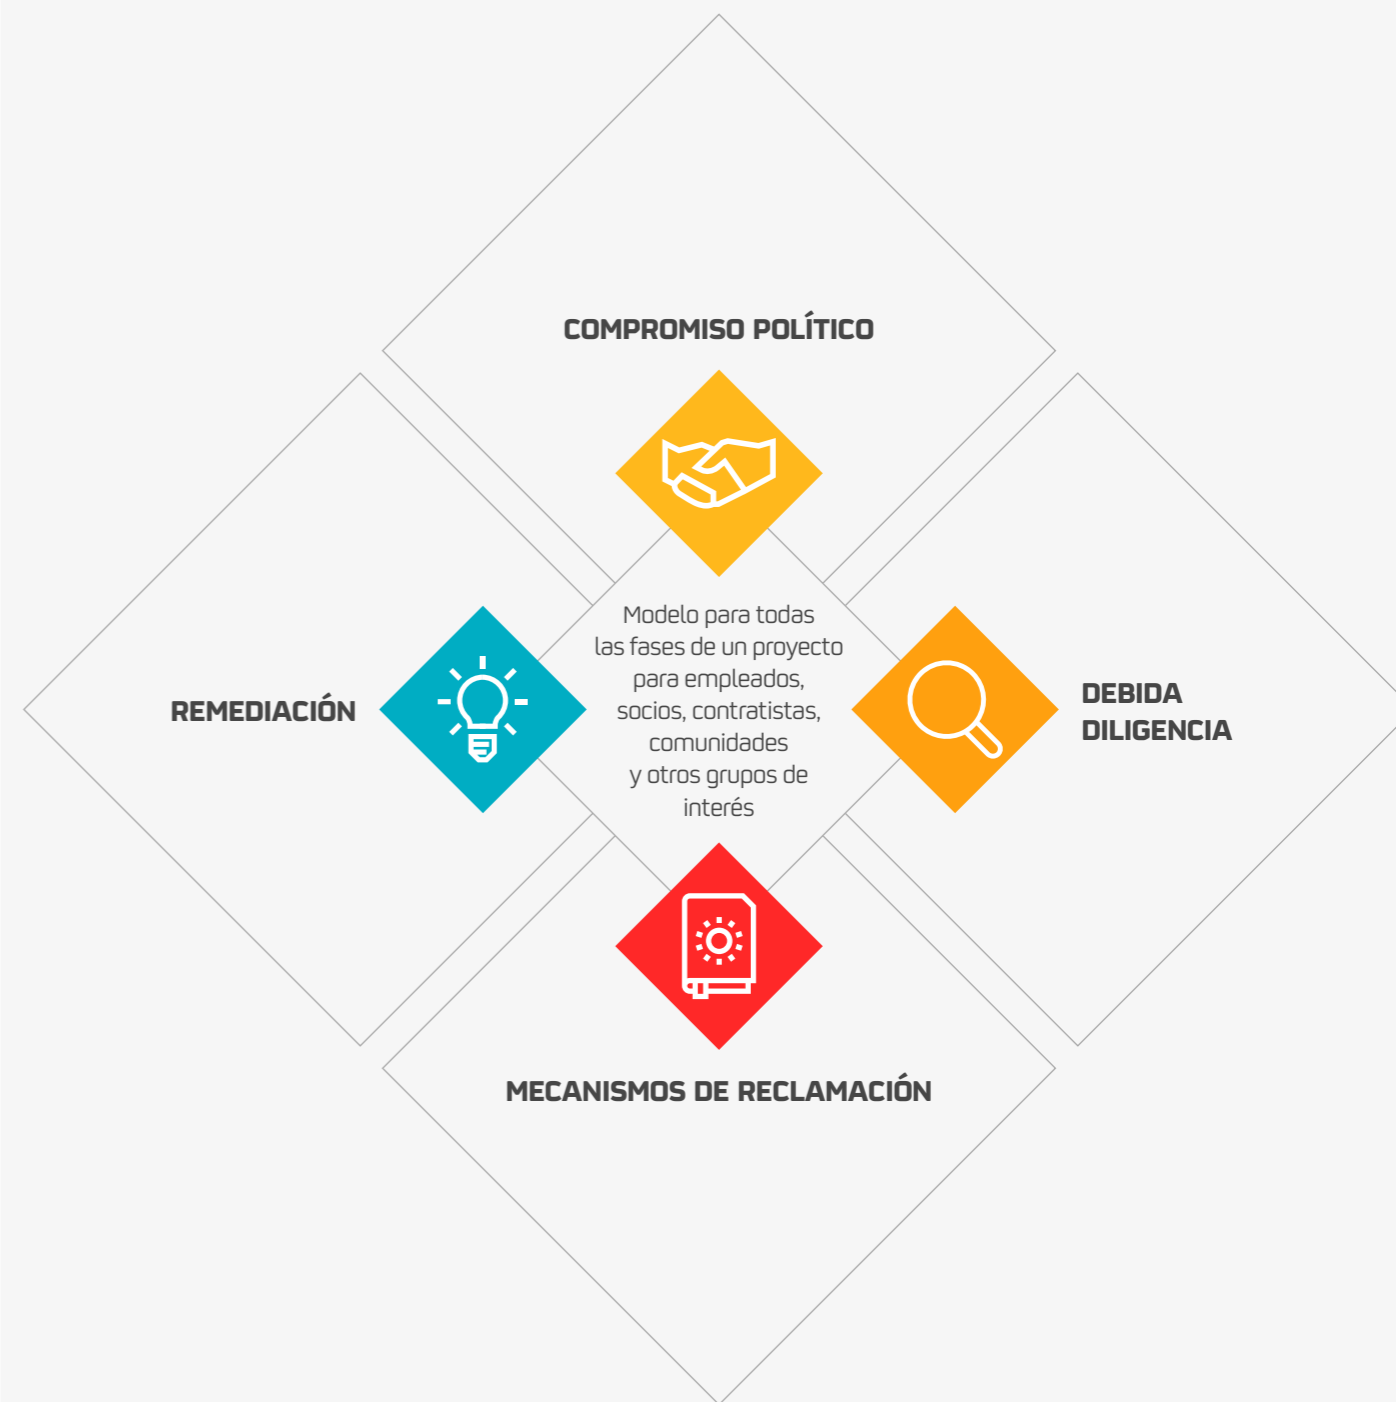 COMPROMISO POLÍTICO
Modelo para todas
las fases de un proyecto
para empleados,
socios, contratistas,
comunidades
y otros grupos de
interés
REMEDIACIÓN
DEBIDA
DILIGENCIA
MECANISMOS DE RECLAMACIÓN